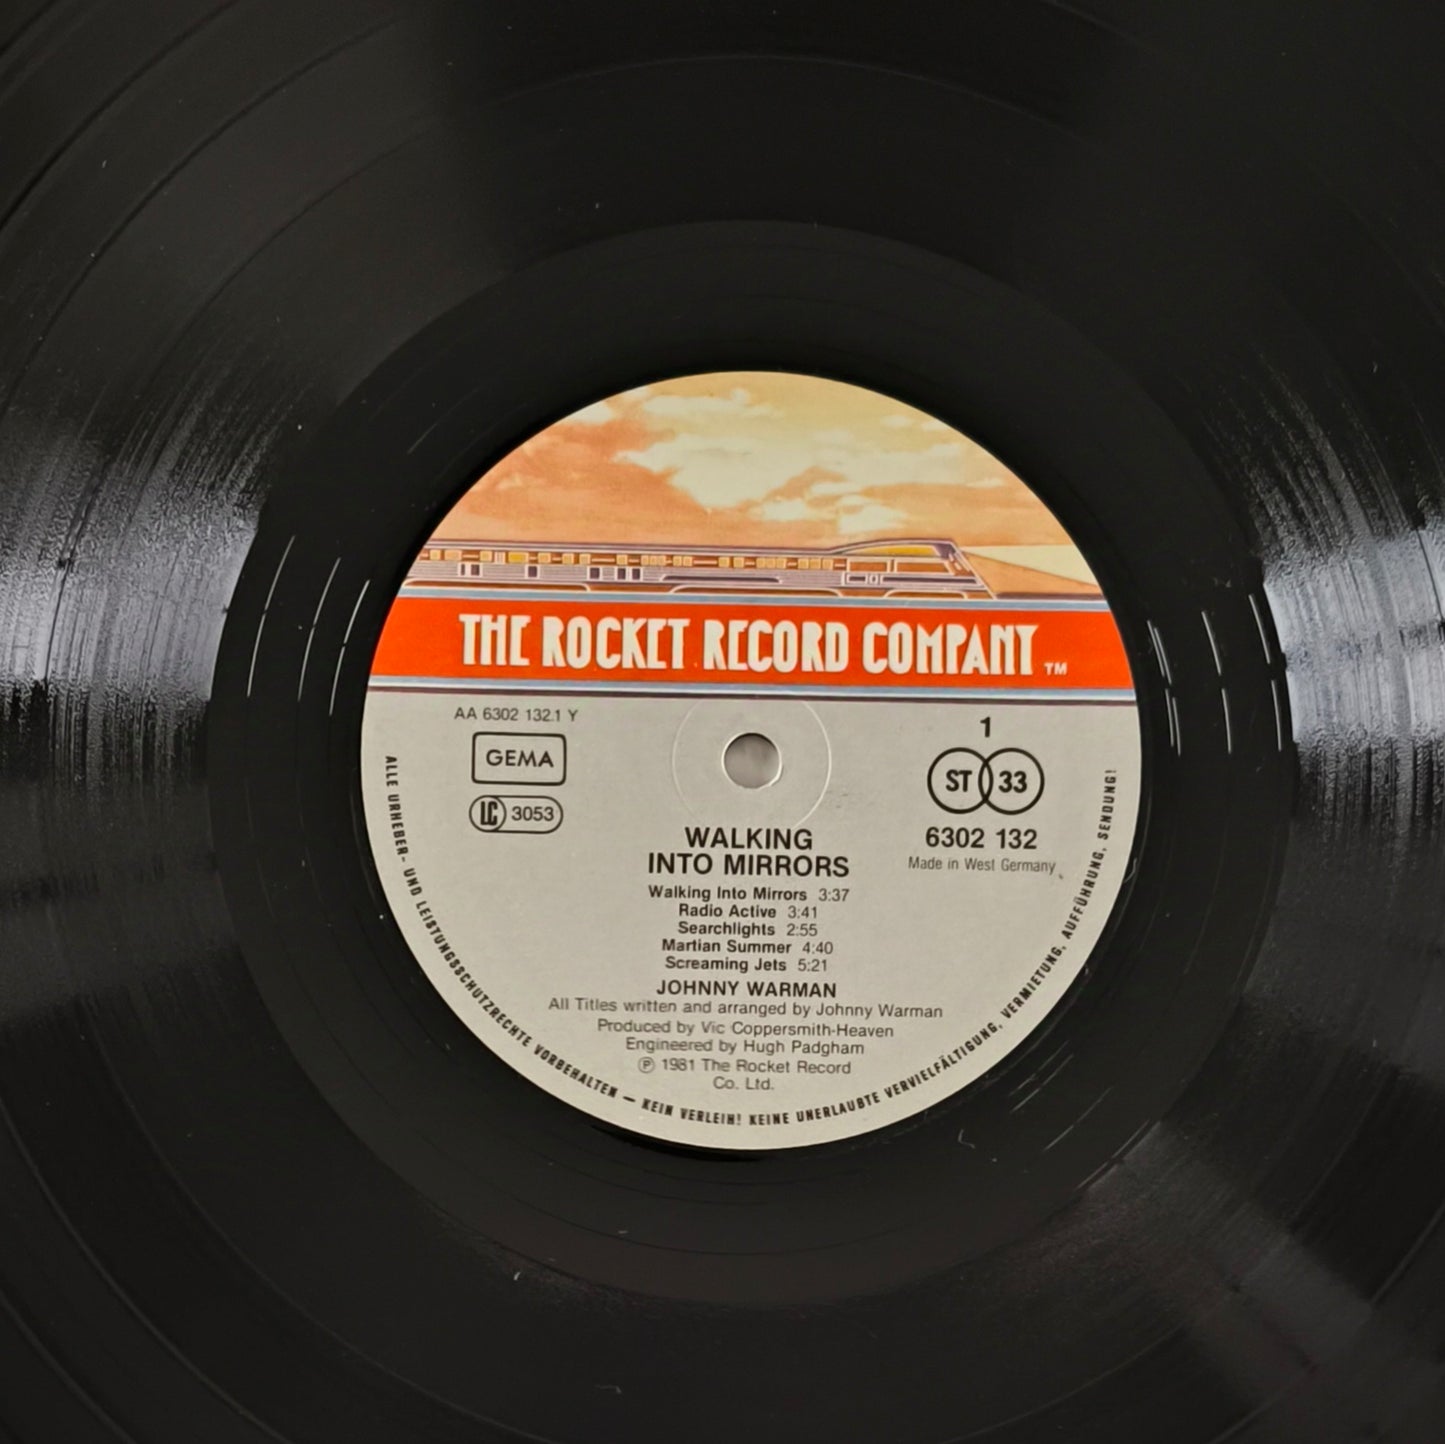 THE ROCKET RECORD COMPANY TM
AA 6302 132.1 Y
GEMA
LC 3053
1
ST 33
6302 132
Made in West Germany
WALKING
INTO MIRRORS
Walking Into Mirrors 3:37
Radio Active 3:41
Searchlights 2:55
Martian Summer 4:40
Screaming Jets 5:21
JOHNNY WARMAN
All Titles written and arranged by Johnny Warman
Produced by Vic Coppersmith-Heaven
Engineered by Hugh Padgham
℗ 1981 The Rocket Record
Co. Ltd.
ALLE URHEBER- UND LEISTUNGSSCHUTZRECHTE VORBEHALTEN — KEIN VERLEIH! KEINE UNERLAUBTE VERVIELFÄLTIGUNG, VERMIETUNG, AUFFÜHRUNG, SENDUNG!